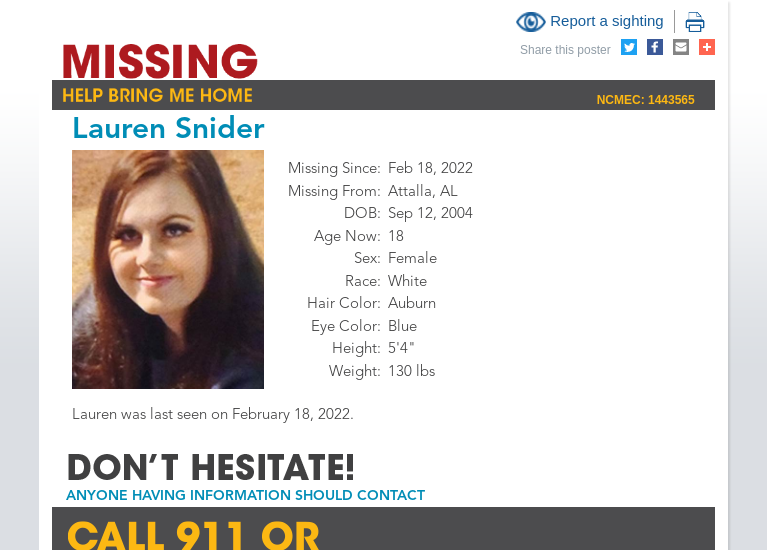 Report a sighting
Share this poster
MISSING
HELP BRING ME HOME
NCMEC: 1443565
Lauren Snider
Missing Since: Feb 18, 2022
Missing From: Attalla, AL
DOB: Sep 12, 2004
Age Now: 18
Sex: Female
Race: White
Hair Color: Auburn
Eye Color: Blue
Height: 5'4"
Weight: 130 lbs
Lauren was last seen on February 18, 2022.
DON'T HESITATE!
ANYONE HAVING INFORMATION SHOULD CONTACT
CALL 911 OR